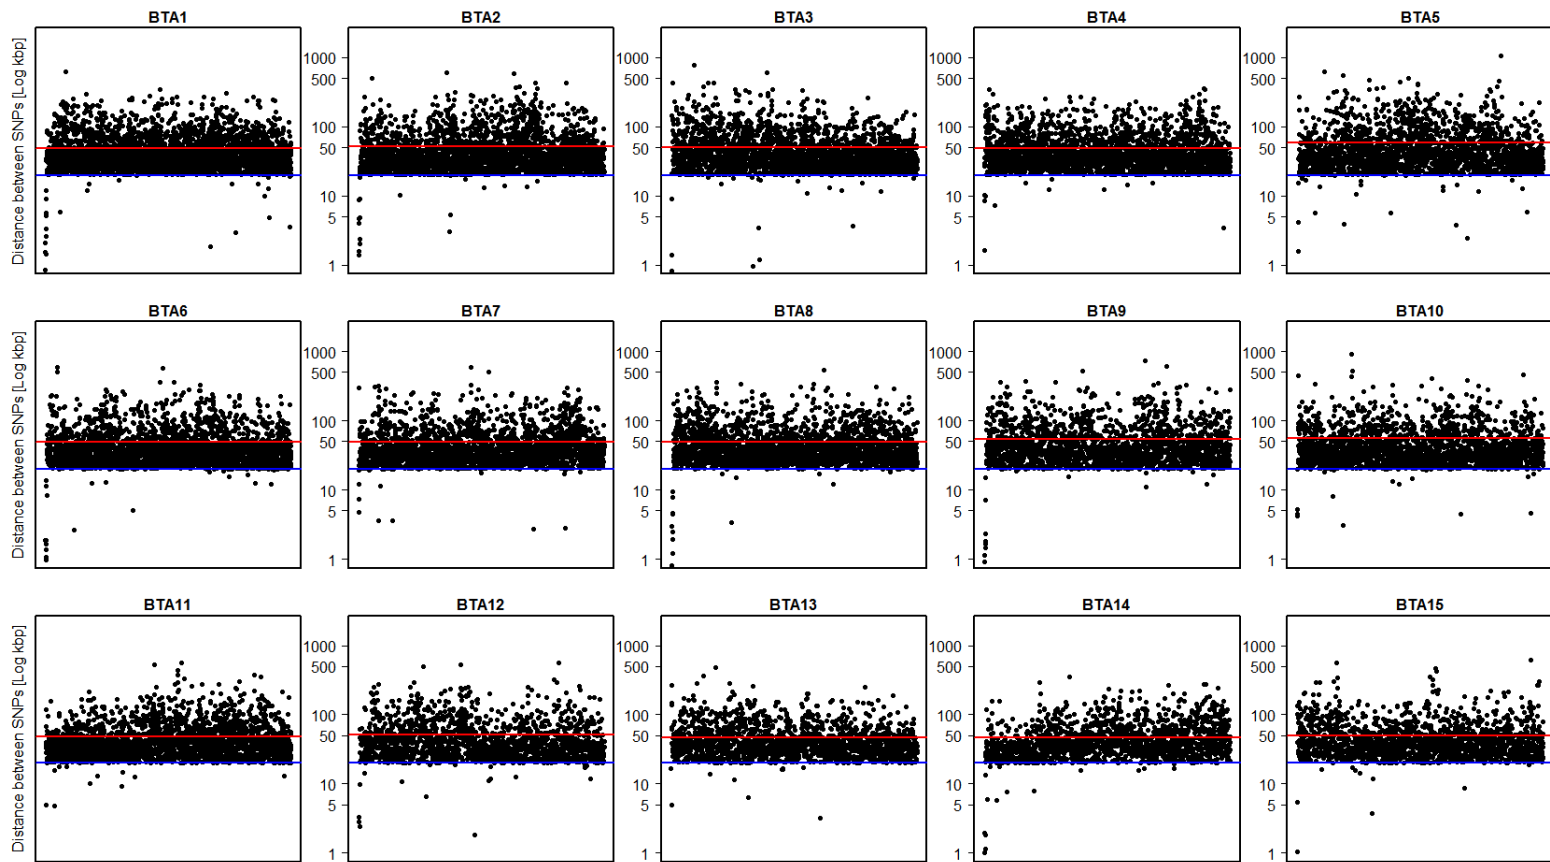 BTA1 BTA2 BTA3 BTA4 BTA5
Distance between SNPs [Log kbp]
1000 1000 1000 1000
500 500 500 500
100 100 100 100
50 50 50 50
10 10 10 10
5 5 5 5
1 1 1 1
BTA6 BTA7 BTA8 BTA9 BTA10
Distance between SNPs [Log kbp]
1000 1000 1000 1000
500 500 500 500
100 100 100 100
50 50 50 50
10 10 10 10
5 5 5 5
1 1 1 1
BTA11 BTA12 BTA13 BTA14 BTA15
Distance between SNPs [Log kbp]
1000 1000 1000 1000
500 500 500 500
100 100 100 100
50 50 50 50
10 10 10 10
5 5 5 5
1 1 1 1